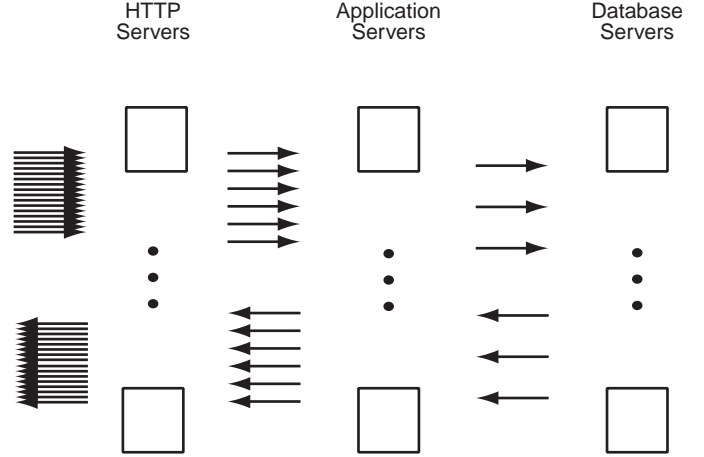 HTTP
Servers
Application
Servers
Database
Servers